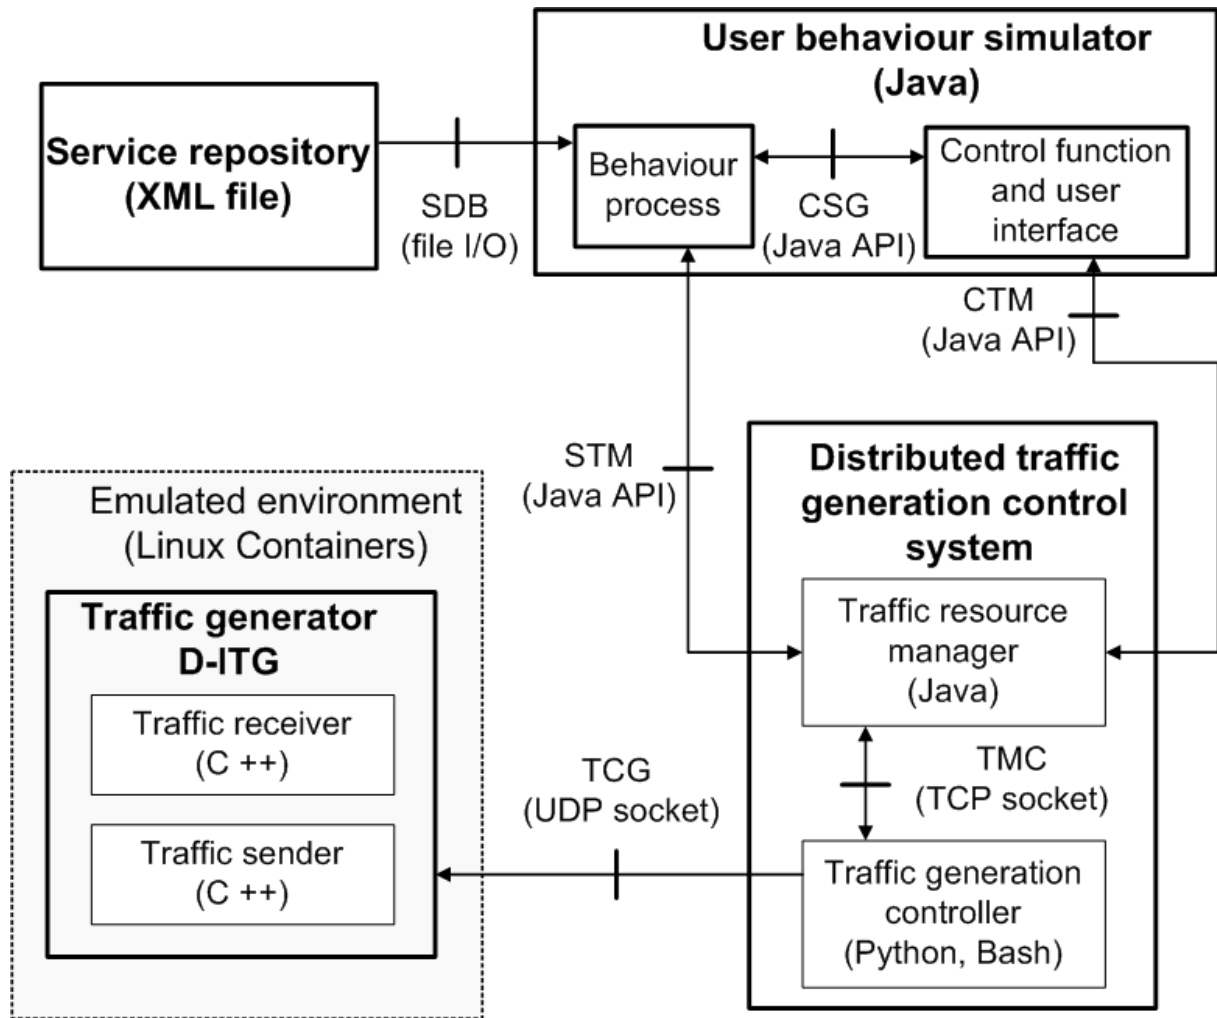 User behaviour simulator
(Java)
Service repository
(XML file)
SDB
(file I/O)
Behaviour
process
CSG
(Java API)
Control function
and user
interface
CTM
(Java API)
STM
(Java API)
Distributed traffic
generation control
system
Traffic resource
manager
(Java)
TMC
(TCP socket)
Traffic generation
controller
(Python, Bash)
TCG
(UDP socket)
Emulated environment
(Linux Containers)
Traffic generator
D-ITG
Traffic receiver
(C ++)
Traffic sender
(C ++)